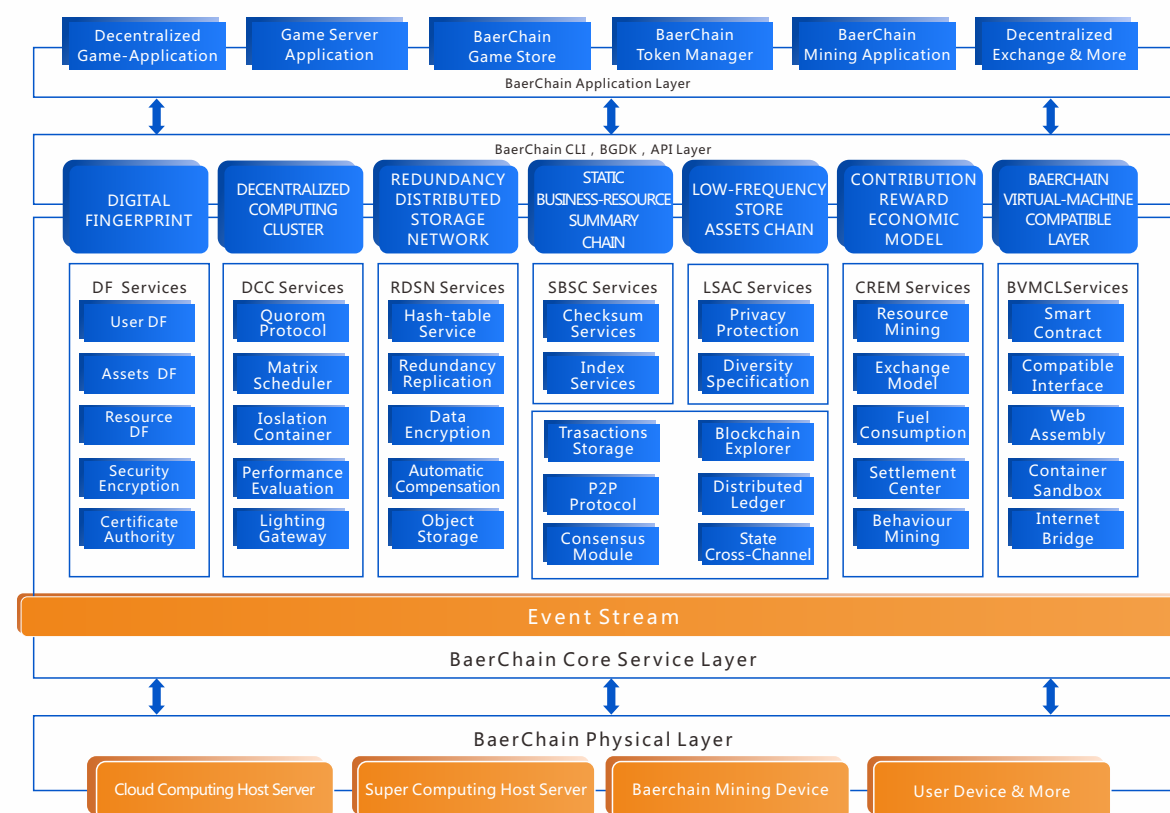 Decentralized
Game-Application
Game Server
Application
BaerChain
Game Store
BaerChain
Token Manager
BaerChain
Mining Application
Decentralized
Exchange & More
BaerChain Application Layer
BaerChain CLI , BGDK , API Layer
DIGITAL
FINGERPRINT
DECENTRALIZED
COMPUTING
CLUSTER
REDUNDANCY
DISTRIBUTED
STORAGE
NETWORK
STATIC
BUSINESS-RESOURCE
SUMMARY
CHAIN
LOW-FREQUENCY
STORE
ASSETS CHAIN
CONTRIBUTION
REWARD
ECONOMIC
MODEL
BAERCHAIN
VIRTUAL-MACHINE
COMPATIBLE
LAYER
DF Services
User DF
Assets DF
Resource
DF
Security
Encryption
Certificate
Authority
DCC Services
Quorom
Protocol
Matrix
Scheduler
Ioslation
Container
Performance
Evaluation
Lighting
Gateway
RDSN Services
Hash-table
Service
Redundancy
Replication
Data
Encryption
Automatic
Compensation
Object
Storage
SBSC Services
Checksum
Services
Index
Services
LSAC Services
Privacy
Protection
Diversity
Specification
Trasactions
Storage
P2P
Protocol
Consensus
Module
Blockchain
Explorer
Distributed
Ledger
State
Cross-Channel
CREM Services
Resource
Mining
Exchange
Model
Fuel
Consumption
Settlement
Center
Behaviour
Mining
BVMCLServices
Smart
Contract
Compatible
Interface
Web
Assembly
Container
Sandbox
Internet
Bridge
Event Stream
BaerChain Core Service Layer
BaerChain Physical Layer
Cloud Computing Host Server
Super Computing Host Server
Baerchain Mining Device
User Device & More